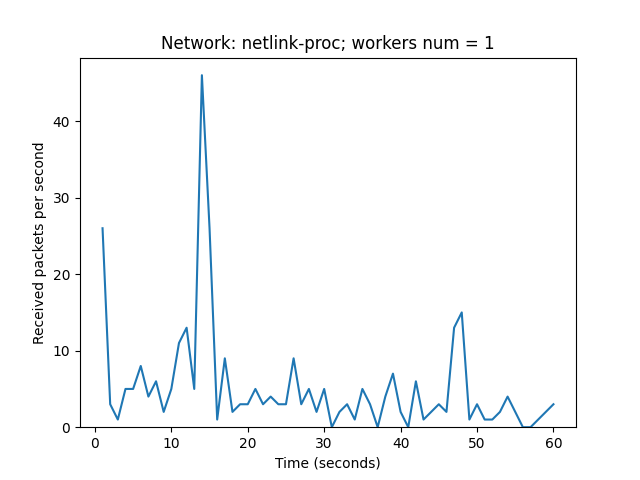 Network: netlink-proc; workers num = 1
Received packets per second
40
30
20
10
0
0 10 20 30 40 50 60
Time (seconds)